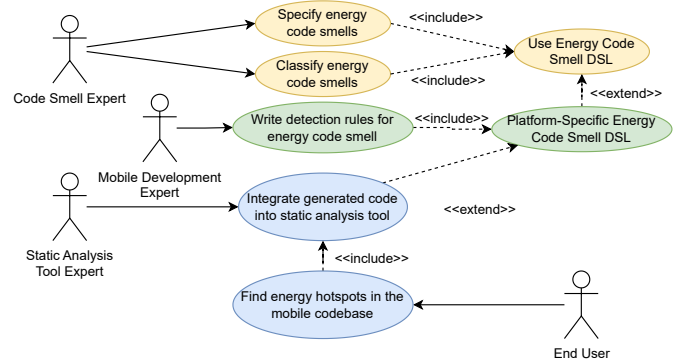 Specify energy
code smells
<<include>>
Use Energy Code
Smell DSL
Classify energy
code smells
<<include>>
Code Smell Expert
<<extend>>
Write detection rules for
energy code smell
<<include>>
Platform-Specific Energy
Code Smell DSL
Mobile Development
Expert
Integrate generated code
into static analysis tool
<<extend>>
Static Analysis
Tool Expert
<<include>>
Find energy hotspots in the
mobile codebase
End User